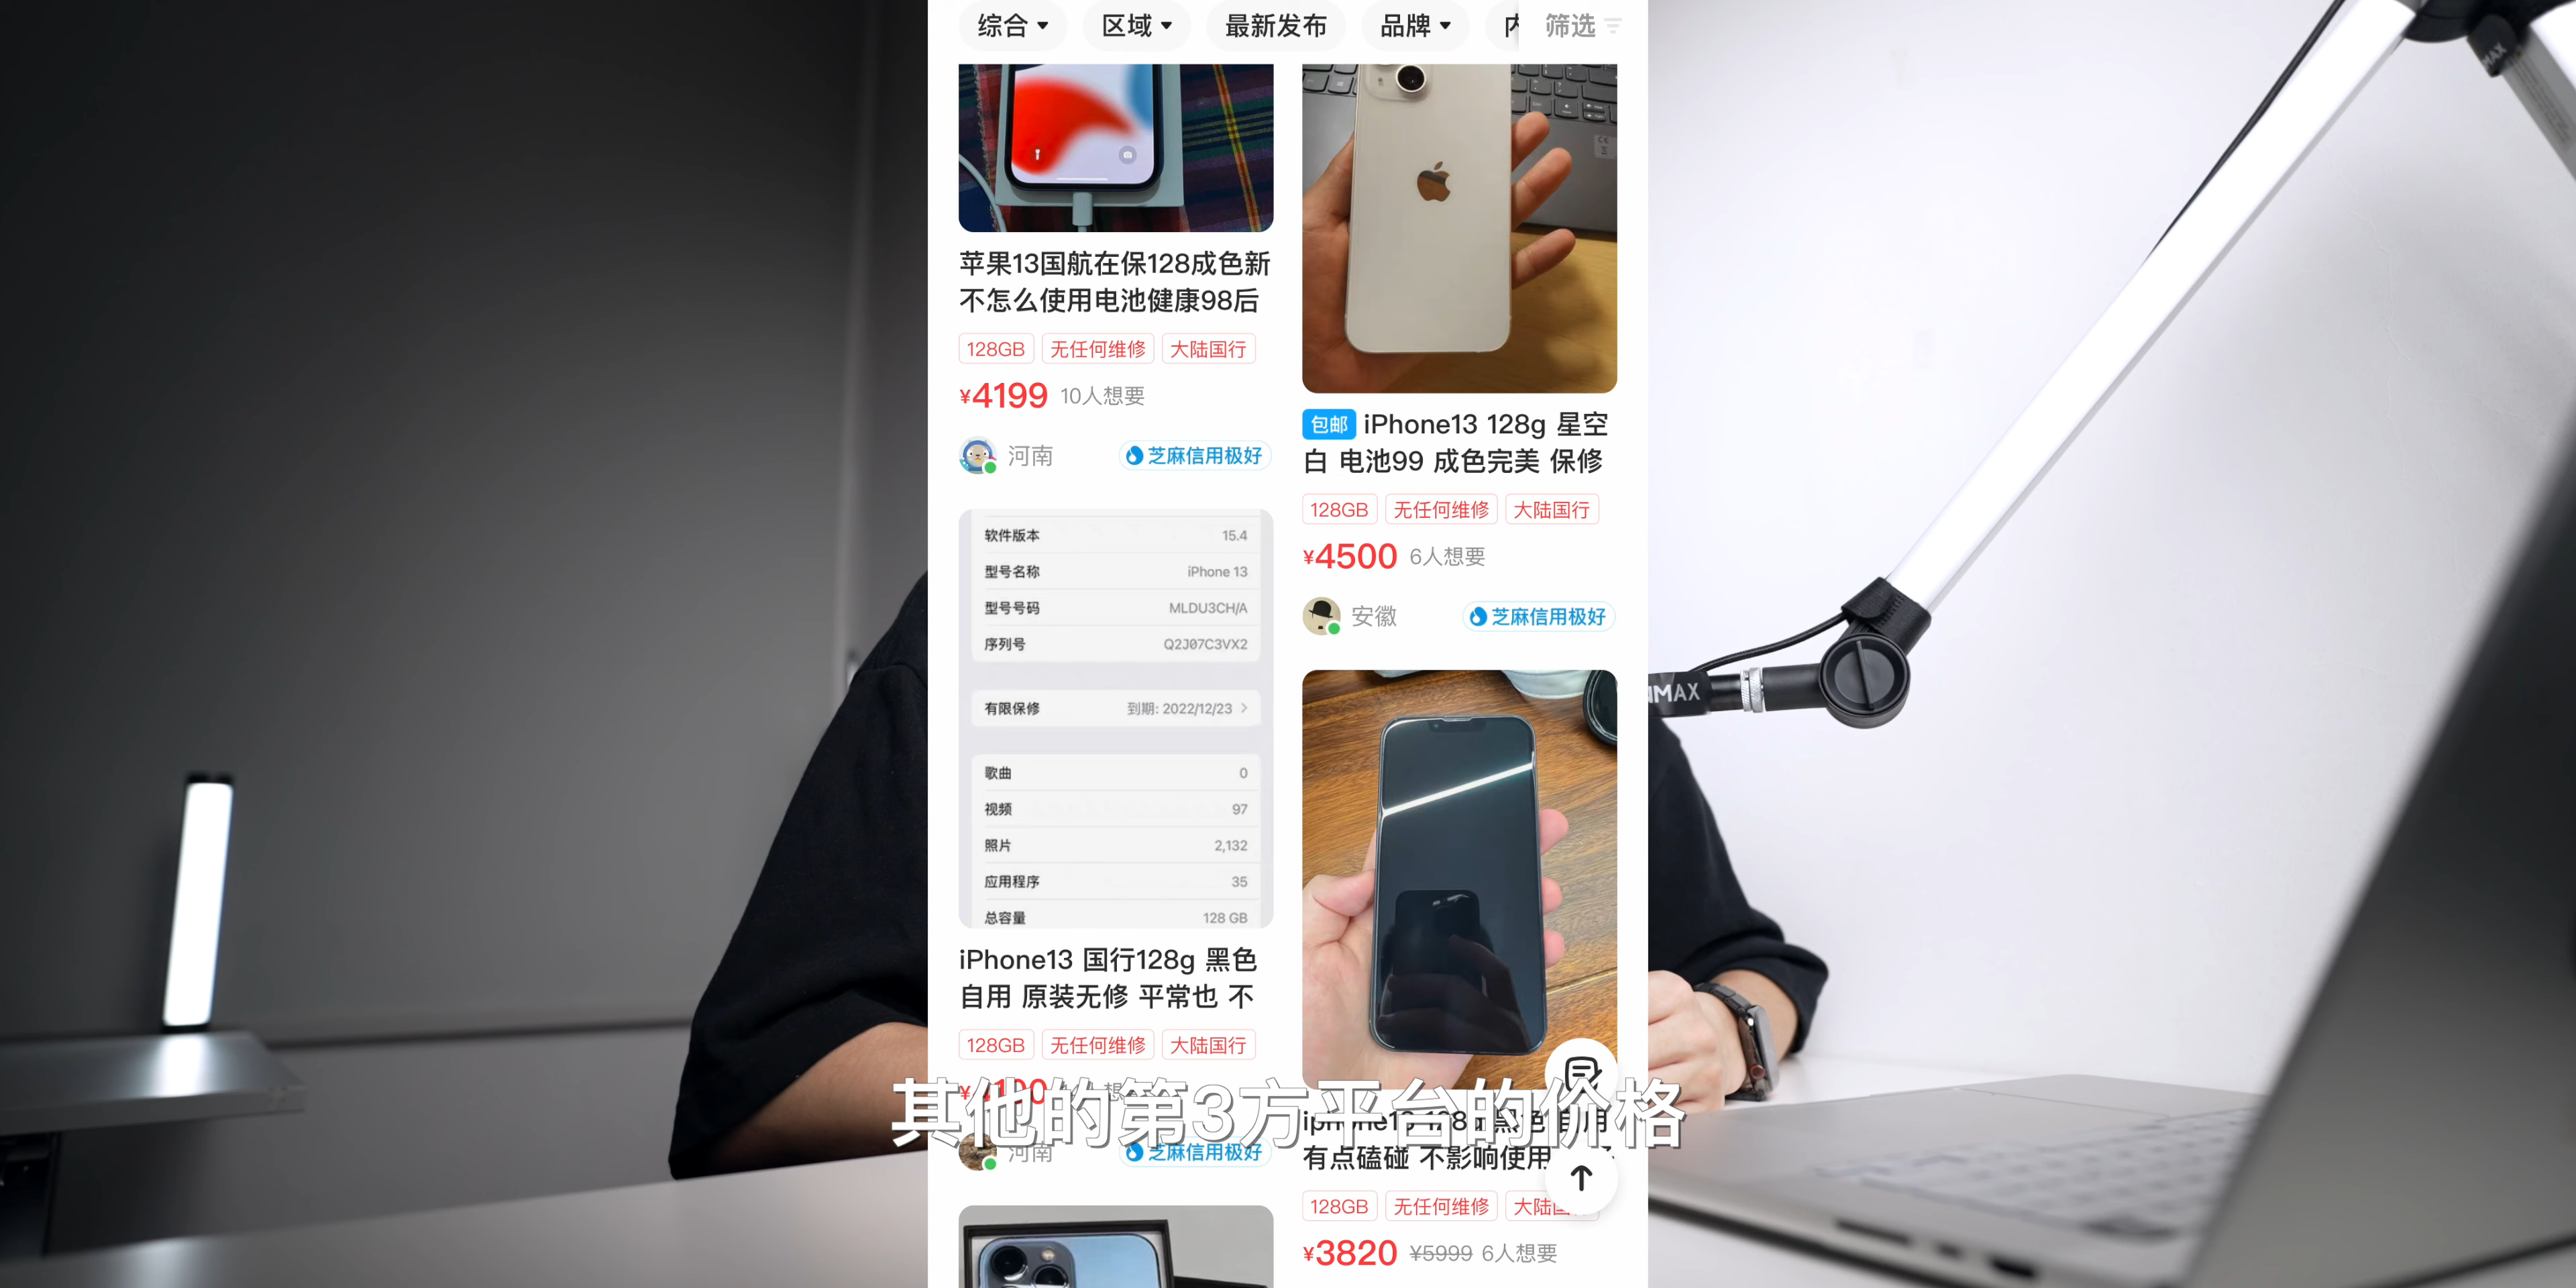 综合
区域
最新发布
品牌
筛选
苹果13国航在保128成色新
不怎么使用电池健康98后
128GB 无任何维修 大陆国行
¥4199 10人想要
河南 芝麻信用极好
软件版本 15.4
型号名称 iPhone 13
型号号码 MLDU3CH/A
序列号 Q2J07C3VX2
有限保修 到期: 2022/12/23
歌曲 0
视频 97
照片 2,132
应用程序 35
总容量 128 GB
iPhone13 国行128g 黑色
自用 原装无修 平常也 不
128GB 无任何维修 大陆国行
河南 芝麻信用极好
包邮 iPhone13 128g 星空
白 电池99 成色完美 保修
128GB 无任何维修 大陆国行
¥4500 6人想要
安徽 芝麻信用极好
有点磕碰 不影响使用
128GB 无任何维修 大陆国
¥3820 ¥5999 6人想要
其他的第3方平台的价格
MAX